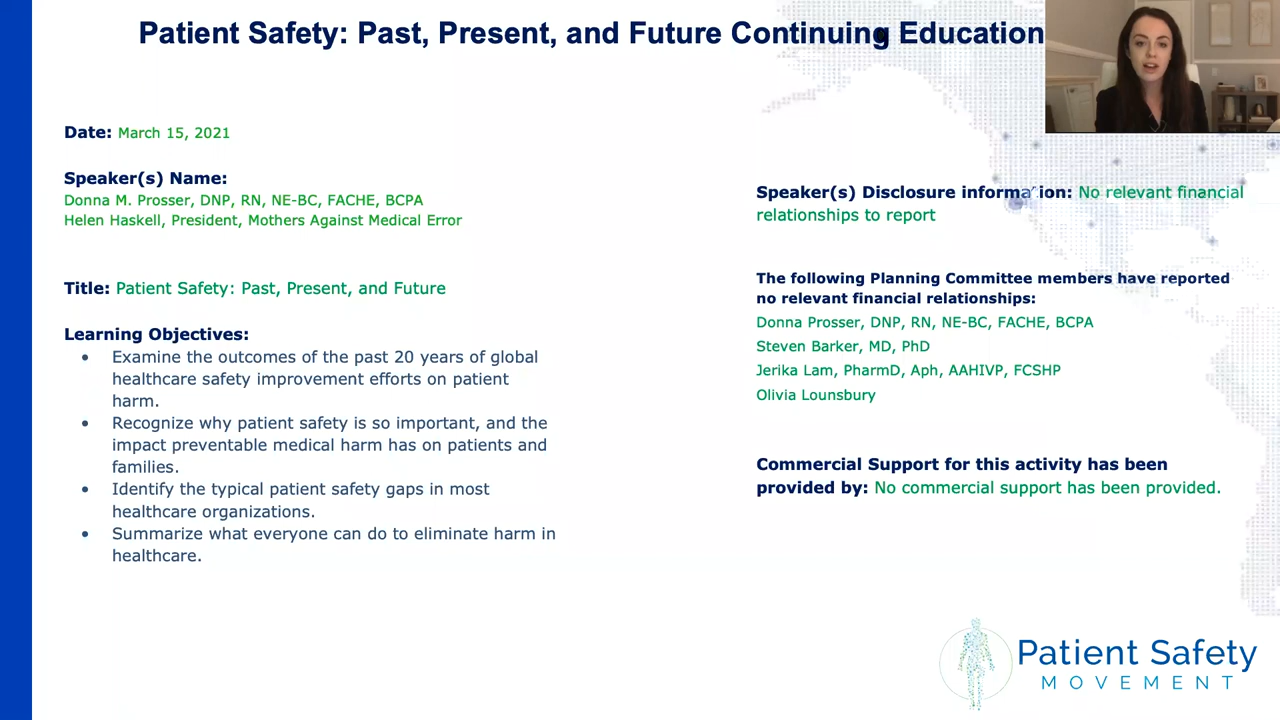 Patient Safety: Past, Present, and Future Continuing Education
Date: March 15, 2021
Speaker(s) Name:
Donna M. Prosser, DNP, RN, NE-BC, FACHE, BCPA
Helen Haskell, President, Mothers Against Medical Error
Title: Patient Safety: Past, Present, and Future
Learning Objectives:
• Examine the outcomes of the past 20 years of global
healthcare safety improvement efforts on patient
harm.
• Recognize why patient safety is so important, and the
impact preventable medical harm has on patients and
families.
• Identify the typical patient safety gaps in most
healthcare organizations.
• Summarize what everyone can do to eliminate harm in
healthcare.
Speaker(s) Disclosure information: No relevant financial
relationships to report
The following Planning Committee members have reported
no relevant financial relationships:
Donna Prosser, DNP, RN, NE-BC, FACHE, BCPA
Steven Barker, MD, PhD
Jerika Lam, PharmD, Aph, AAHIVP, FCSHP
Olivia Lounsbury
Commercial Support for this activity has been
provided by: No commercial support has been provided.
Patient Safety
MOVEMENT